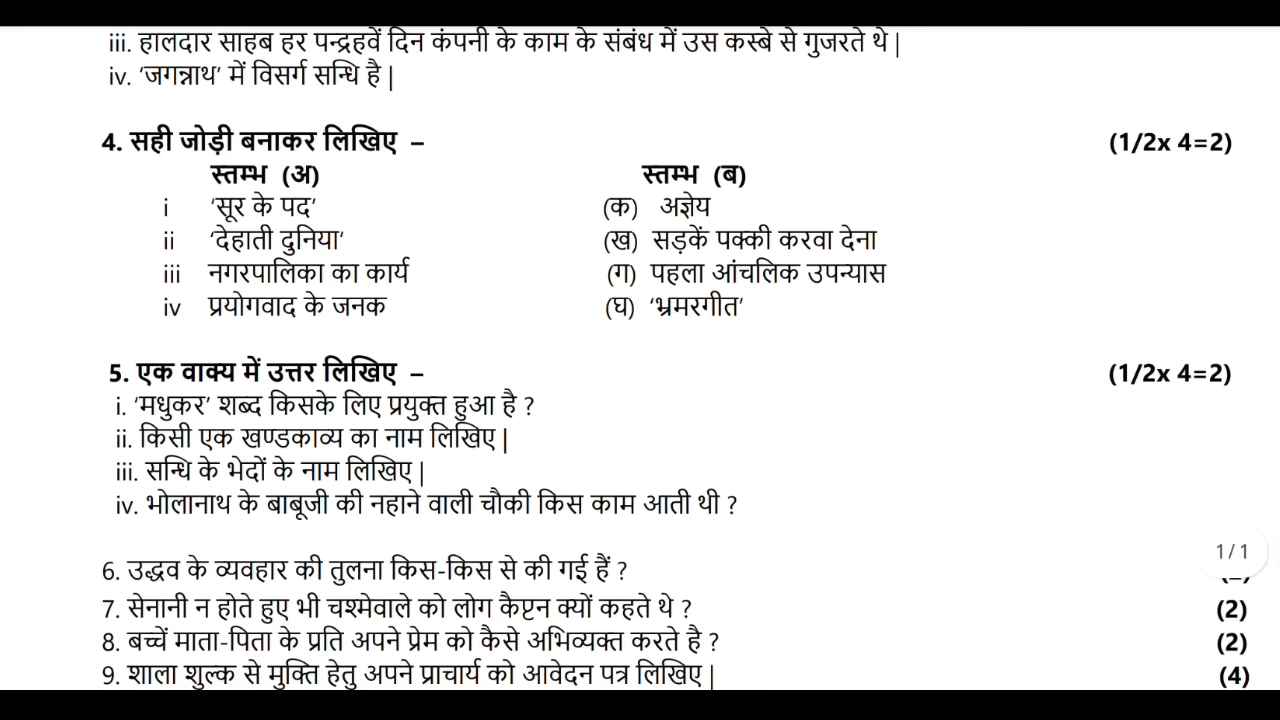 iii. हालदार साहब हर पन्द्रहवें दिन कंपनी के काम के संबंध में उस कस्बे से गुजरते थे |
iv. ‘जगन्नाथ’ में विसर्ग सन्धि है |
4. सही जोड़ी बनाकर लिखिए – (1/2x 4=2)
स्तम्भ (अ) स्तम्भ (ब)
i ‘सूर के पद’ (क) अज्ञेय
ii ‘देहाती दुनिया‘ (ख) सड़कें पक्की करवा देना
iii नगरपालिका का कार्य (ग) पहला आंचलिक उपन्यास
iv प्रयोगवाद के जनक (घ) ‘भ्रमरगीत’
5. एक वाक्य में उत्तर लिखिए – (1/2x 4=2)
i. ‘मधुकर’ शब्द किसके लिए प्रयुक्त हुआ है ?
ii. किसी एक खण्डकाव्य का नाम लिखिए |
iii. सन्धि के भेदों के नाम लिखिए |
iv. भोलानाथ के बाबूजी की नहाने वाली चौकी किस काम आती थी ?
1/1
6. उद्धव के व्यवहार की तुलना किस-किस से की गई हैं ?
7. सेनानी न होते हुए भी चश्मेवाले को लोग कैप्टन क्यों कहते थे ? (2)
8. बच्चें माता-पिता के प्रति अपने प्रेम को कैसे अभिव्यक्त करते है ? (2)
9. शाला शुल्क से मुक्ति हेतु अपने प्राचार्य को आवेदन पत्र लिखिए | (4)